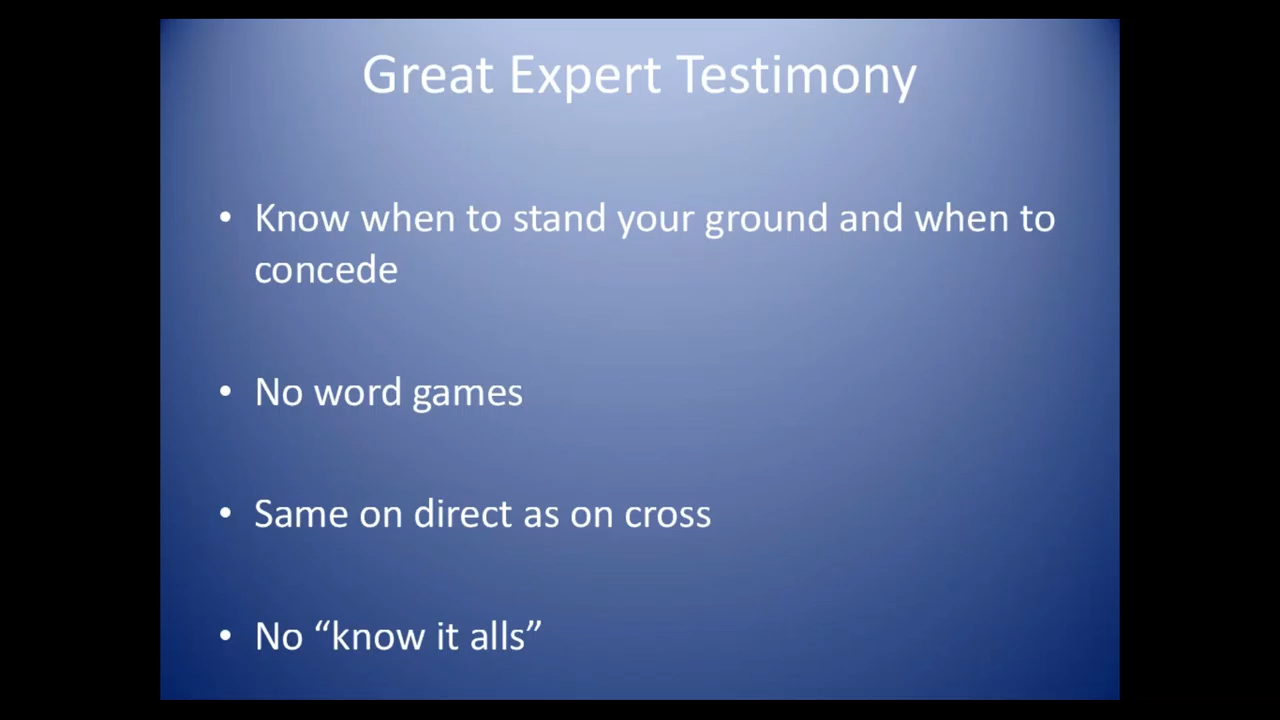 Great Expert Testimony
• Know when to stand your ground and when to
concede
• No word games
• Same on direct as on cross
• No “know it alls”